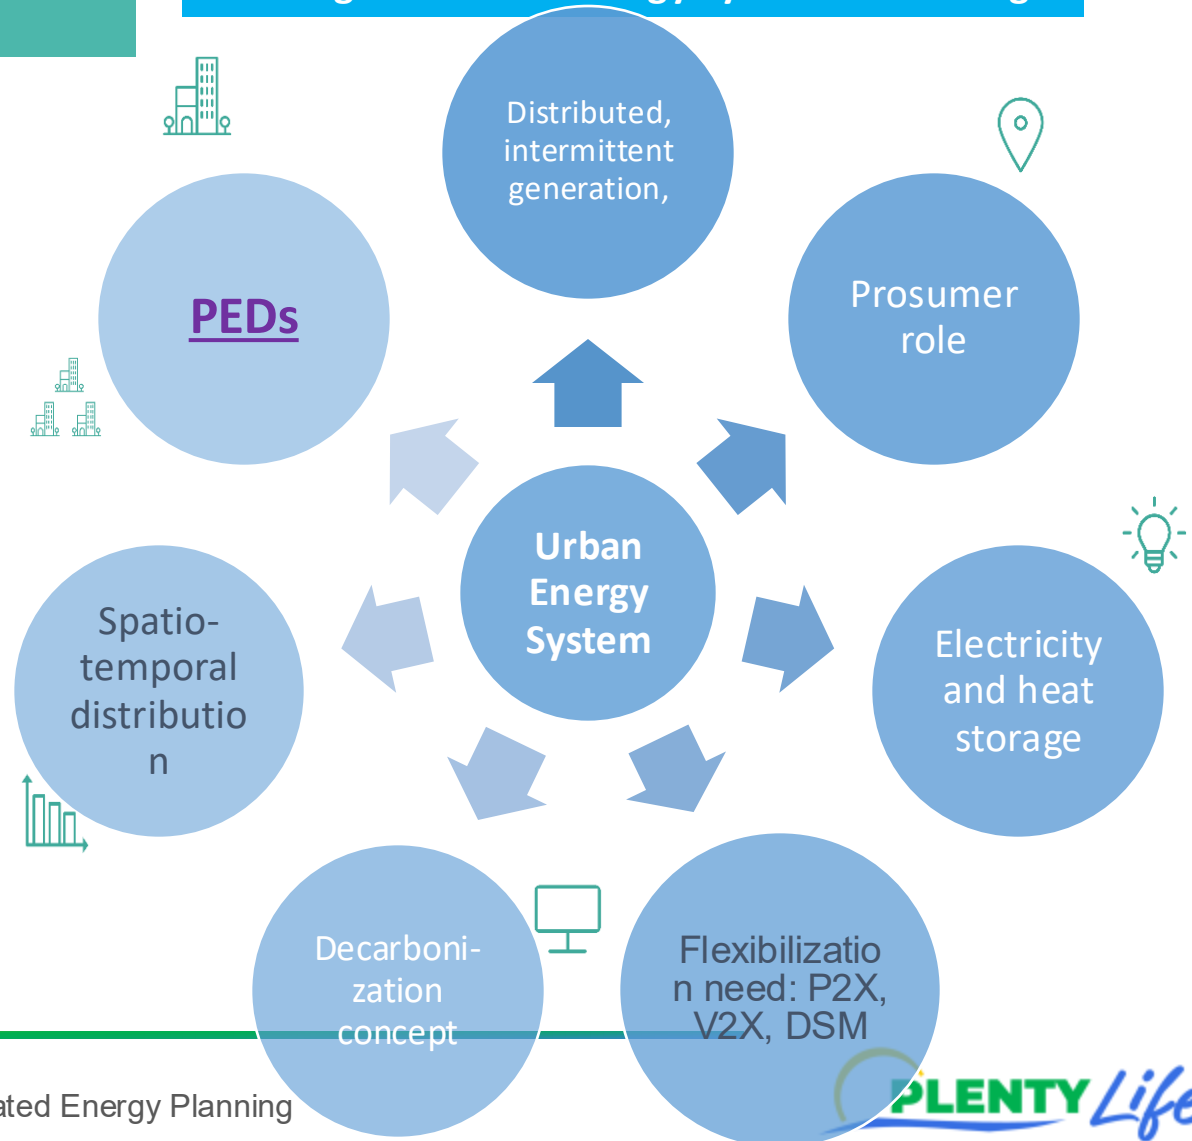 Distributed,
intermittent
generation,
Prosumer
role
PEDs
Urban
Energy
System
Spatio-
temporal
distributio
n
Electricity
and heat
storage
Decarboni-
zation
concept
Flexibilizatio
n need: P2X,
V2X, DSM
Energy Planning
PLENTY Life